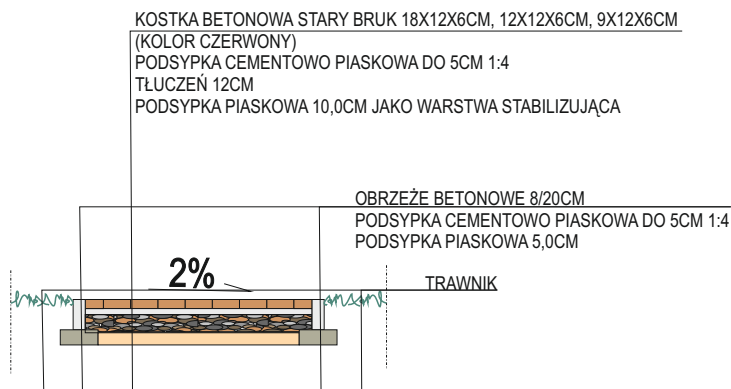 KOSTKA BETONOWA STARY BRUK 18X12X6CM, 12X12X6CM, 9X12X6CM
(KOLOR CZERWONY)
PODSYPKA CEMENTOWO PIASKOWA DO 5CM 1:4
TŁUCZEŃ 12CM
PODSYPKA PIASKOWA 10,0CM JAKO WARSTWA STABILIZUJĄCA
OBRZEŻE BETONOWE 8/20CM
PODSYPKA CEMENTOWO PIASKOWA DO 5CM 1:4
PODSYPKA PIASKOWA 5,0CM
2%
TRAWNIK